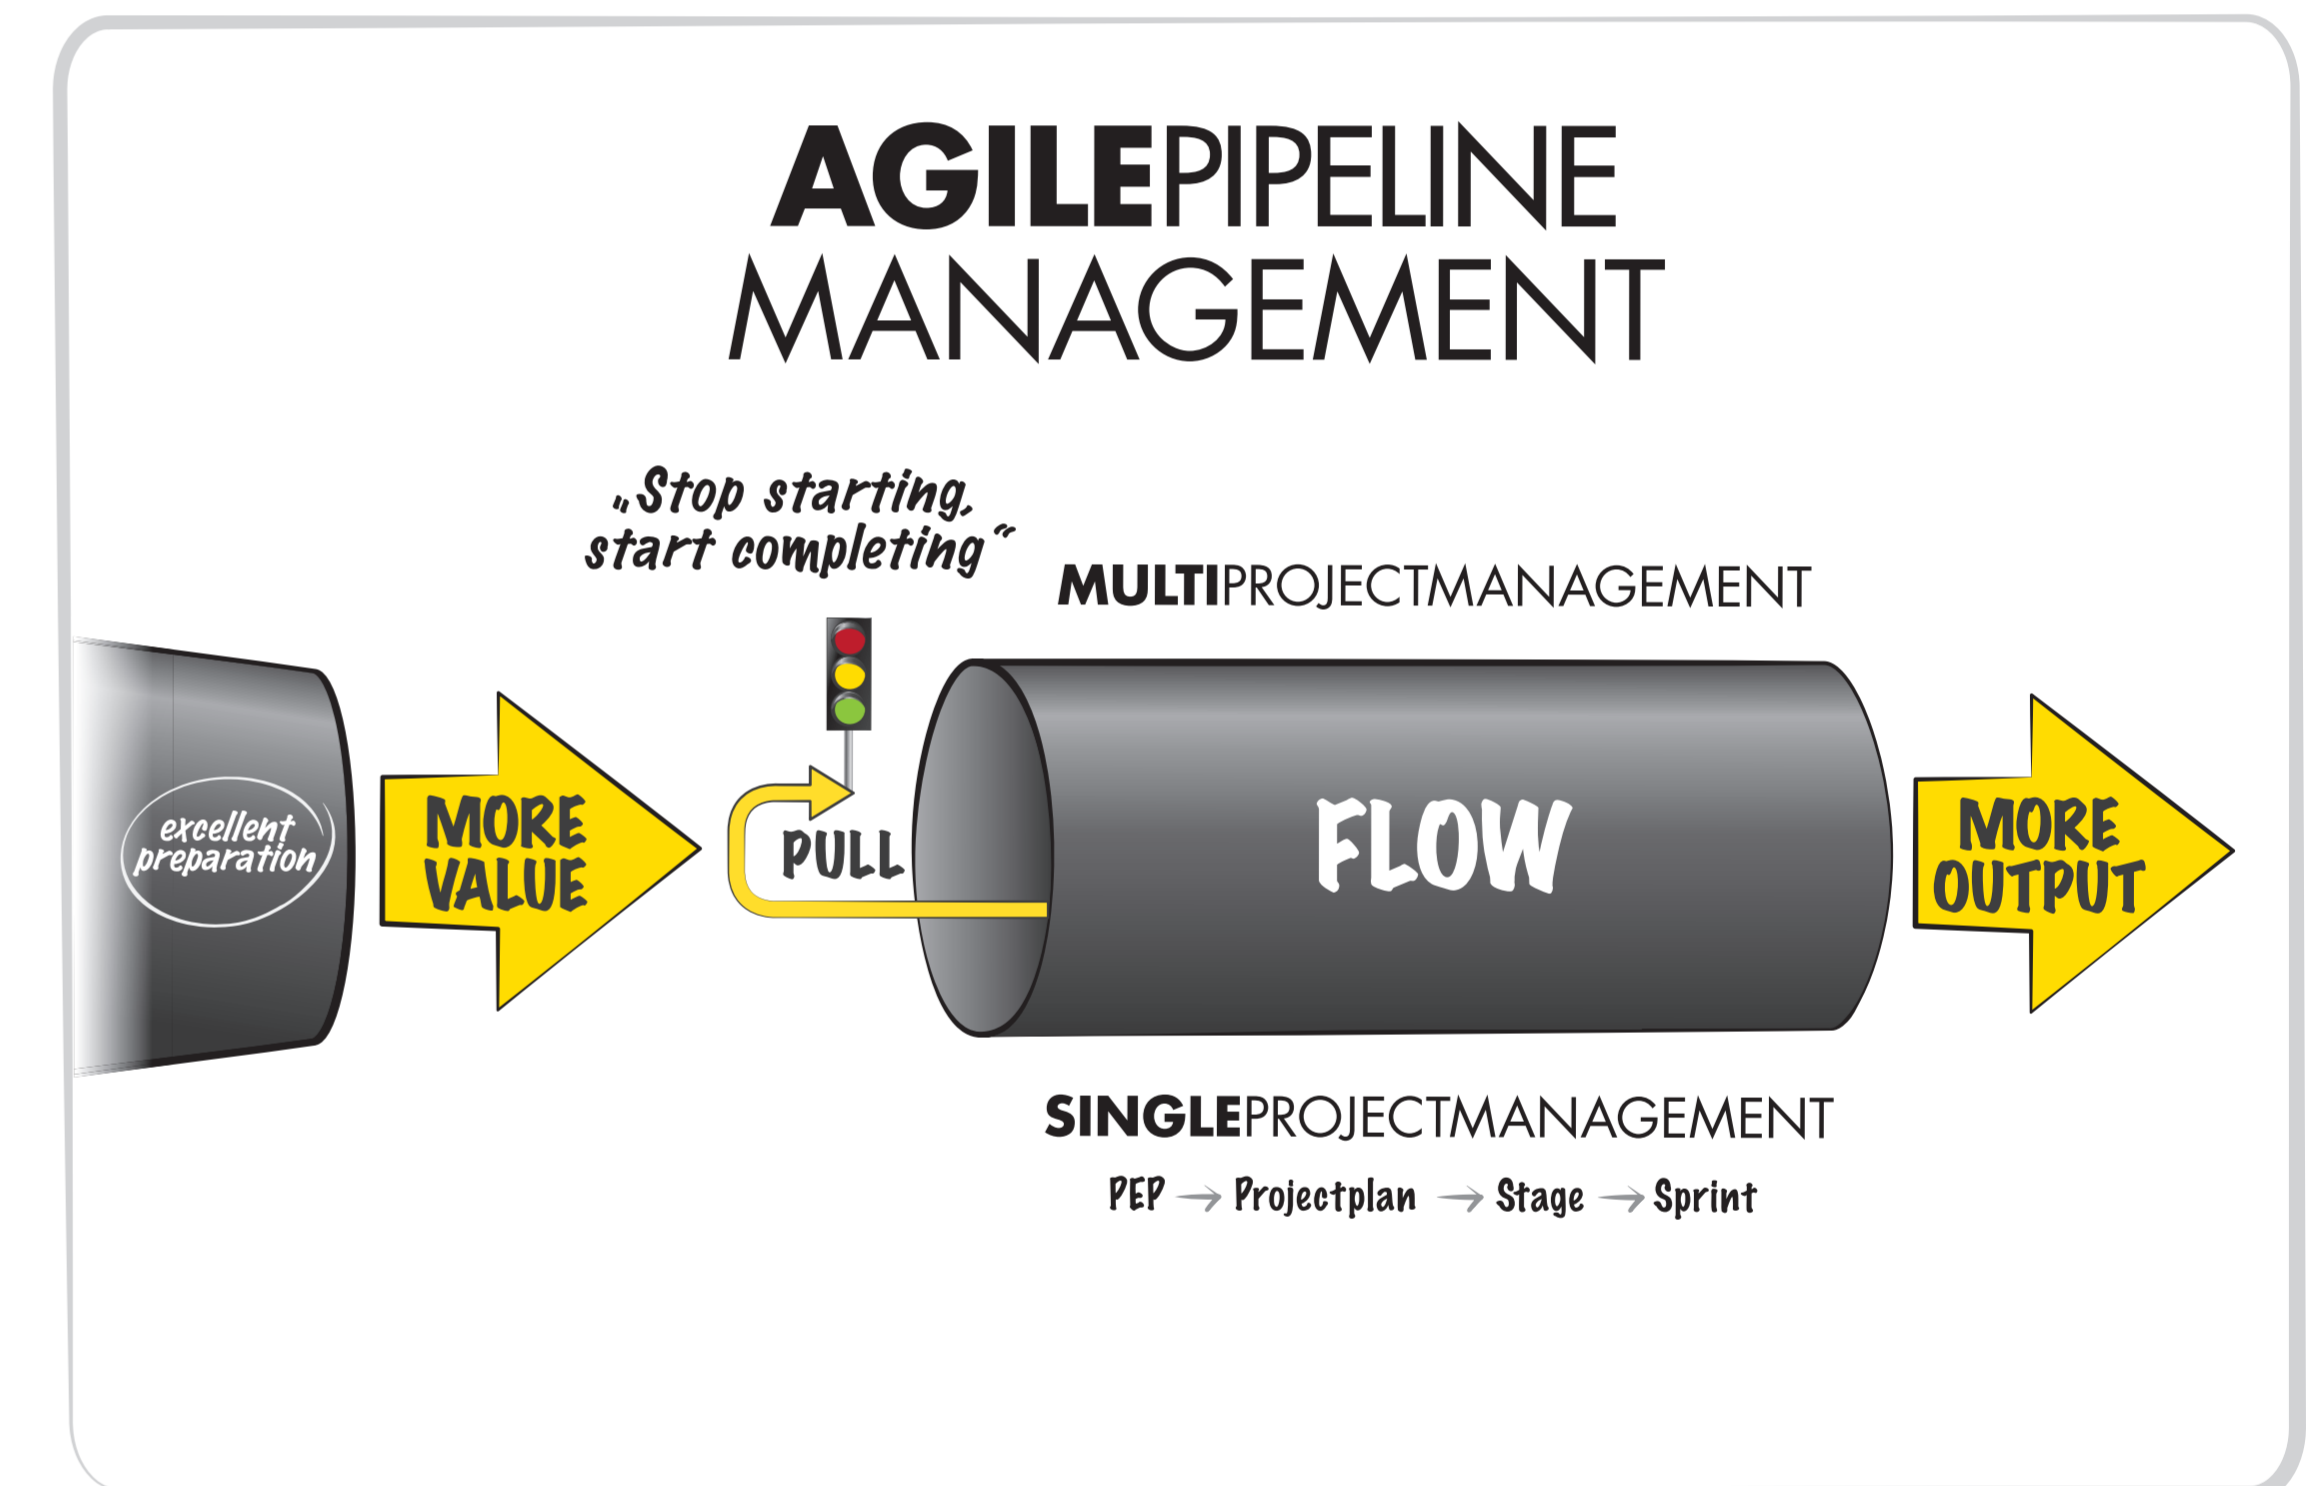 AGILEPIPELINE
MANAGEMENT
„Stop starting,
start completing“
MULTIPROJECTMANAGEMENT
excellent
preparation
MORE
VALUE
PULL
FLOW
MORE
OUTPUT
SINGLEPROJECTMANAGEMENT
PEP → Projectplan → Stage → Sprint